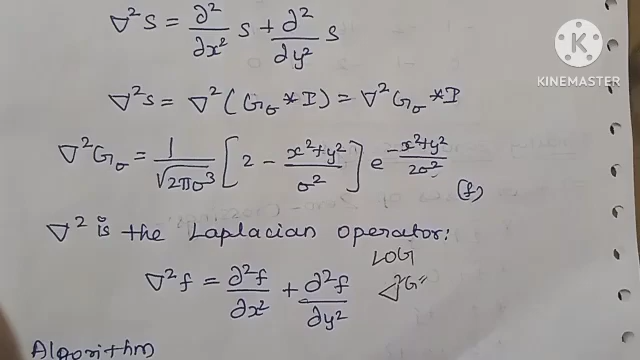 ∇²S = ∂²/∂x² S + ∂²/∂y² S
KINEMASTER
∇²S = ∇²(Gσ * I) = ∇²Gσ * I
∇²Gσ = 1/√2πσ³ [2 − x²+y²/σ²] e^−x²+y²/2σ²
∇² is the Laplacian operator:
LOG
∇²f = ∂²f/∂x² + ∂²f/∂y²
Algorithm